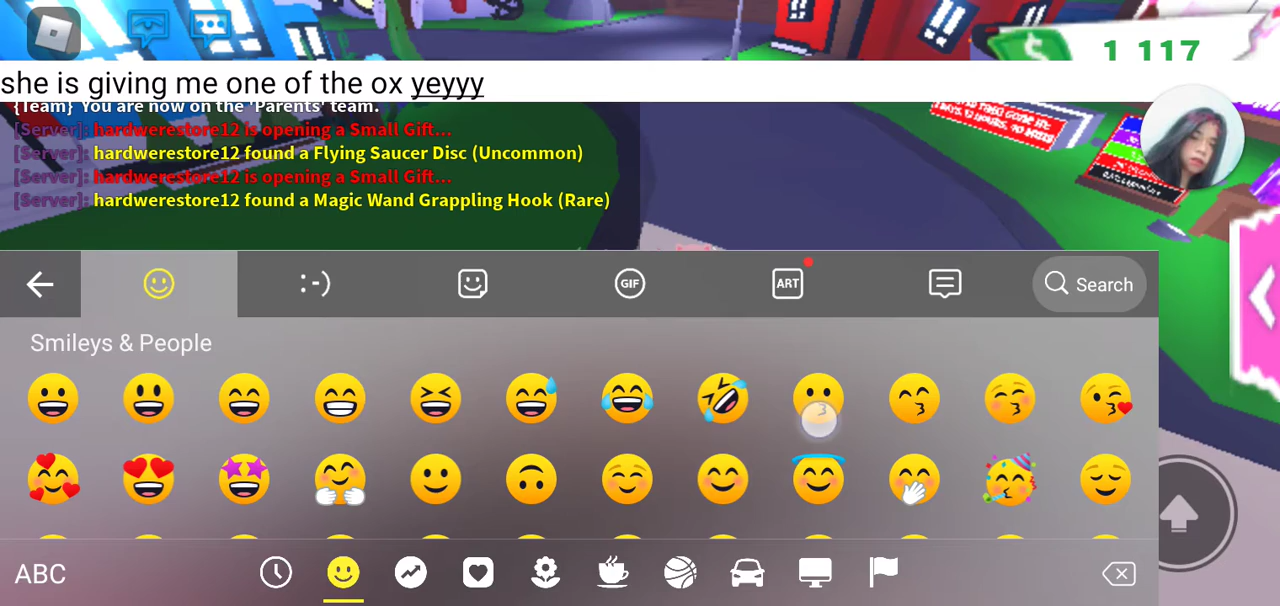 1 117
she is giving me one of the ox yeyyy
{Team} You are now on the 'Parents' team.
[Server]: hardwerestore12 is opening a Small Gift...
[Server]: hardwerestore12 found a Flying Saucer Disc (Uncommon)
[Server]: hardwerestore12 is opening a Small Gift...
[Server]: hardwerestore12 found a Magic Wand Grappling Hook (Rare)
:-) GIF ART Search
Smileys & People
ABC